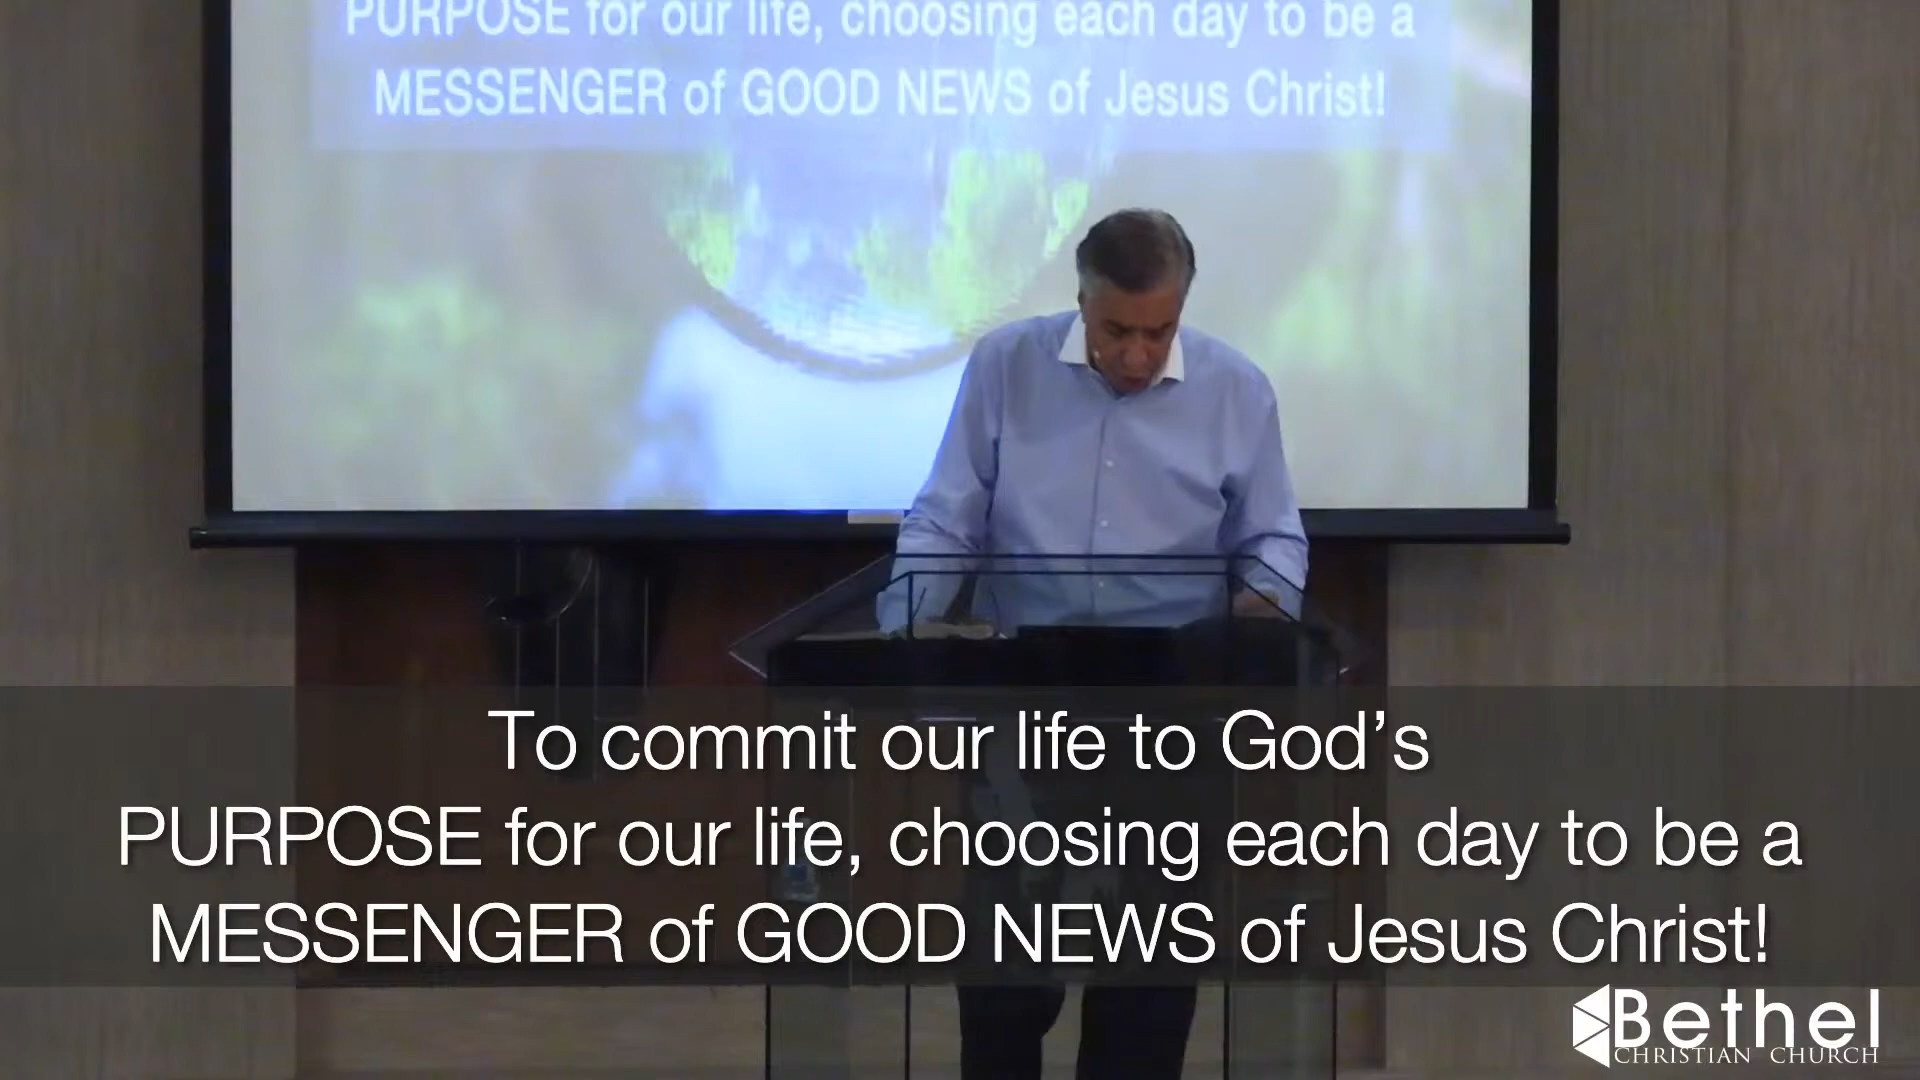 PURPOSE for our life, choosing each day to be a
MESSENGER of GOOD NEWS of Jesus Christ!
To commit our life to God’s
PURPOSE for our life, choosing each day to be a
MESSENGER of GOOD NEWS of Jesus Christ!
Bethel
CHRISTIAN CHURCH